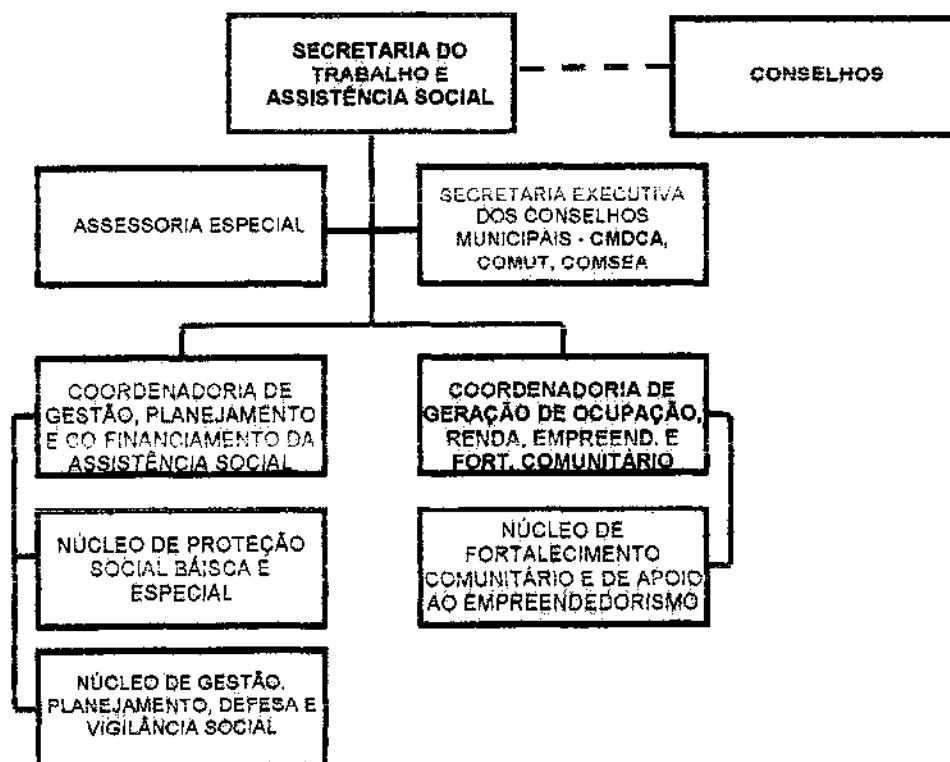 SECRETARIA DO
TRABALHO E
ASSISTÊNCIA SOCIAL
CONSELHOS
ASSESSORIA ESPECIAL
SECRETARIA EXECUTIVA
DOS CONSELHOS
MUNICIPAIS - CMDCA,
COMUT, COMSEA
COORDENADORIA DE
GESTÃO, PLANEJAMENTO
E CO FINANCIAMENTO DA
ASSISTÊNCIA SOCIAL
COORDENADORIA DE
GERAÇÃO DE OCUPAÇÃO,
RENDA, EMPREEND. E
FORT. COMUNITÁRIO
NÚCLEO DE PROTEÇÃO
SOCIAL BÁISCA E
ESPECIAL
NÚCLEO DE
FORTALECIMENTO
COMUNITÁRIO E DE APOIO
AO EMPREENDEDORISMO
NÚCLEO DE GESTÃO,
PLANEJAMENTO, DEFESA E
VIGILÂNCIA SOCIAL